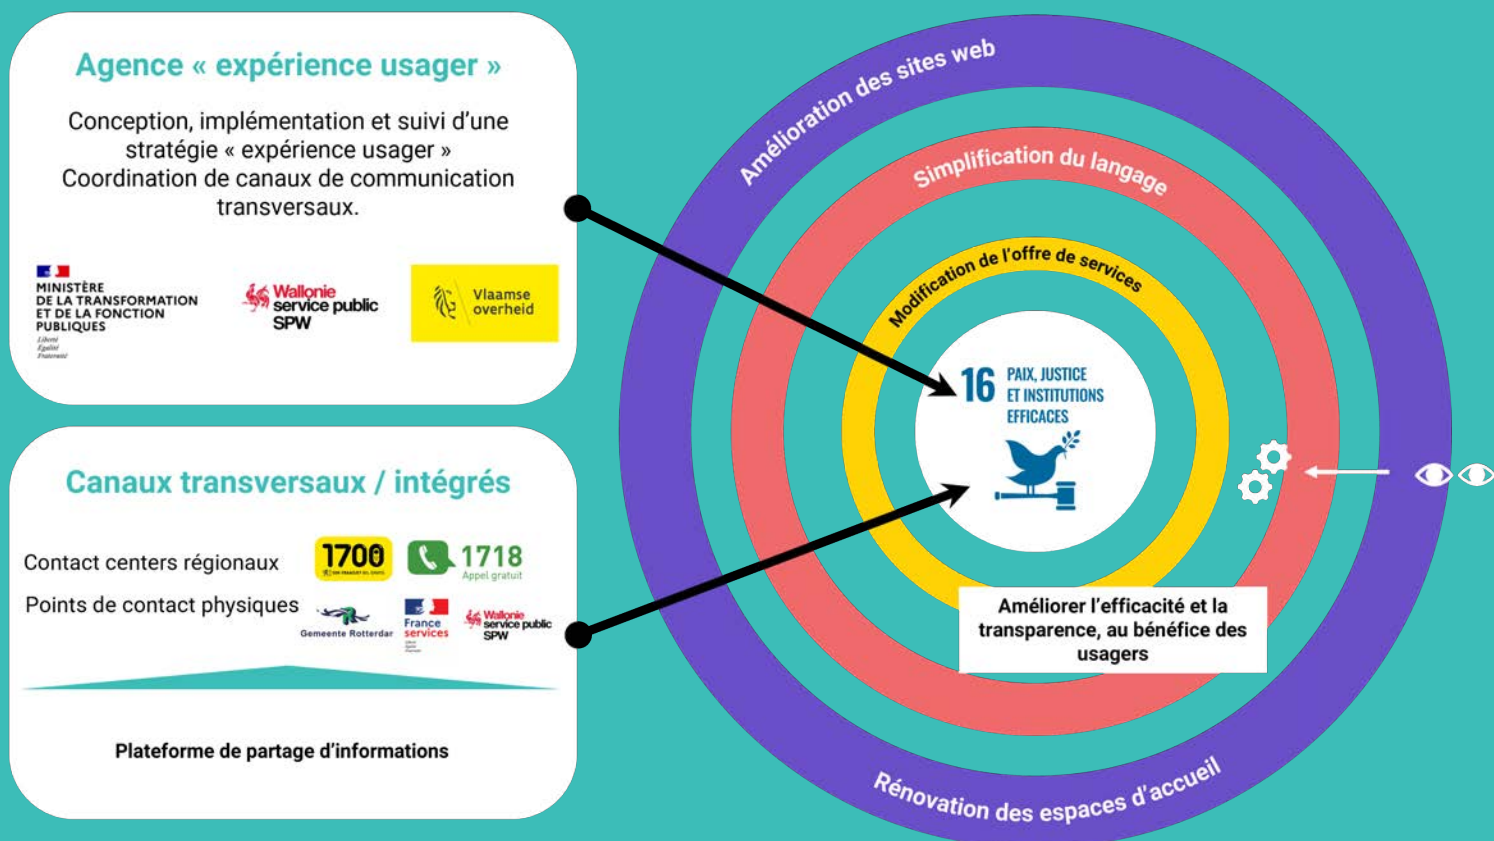 Agence « expérience usager »
Conception, implémentation et suivi d’une
stratégie « expérience usager »
Coordination de canaux de communication
transversaux.
MINISTÈRE
DE LA TRANSFORMATION
ET DE LA FONCTION
PUBLIQUES
Liberté
Égalité
Fraternité
Wallonie
service public
SPW
Vlaamse
overheid
Canaux transversaux / intégrés
Contact centers régionaux
1700
1718
Appel gratuit
Points de contact physiques
Gemeente Rotterdar
France
services
Wallonie
service public
SPW
Plateforme de partage d’informations
Amélioration des sites web
Simplification du langage
Modification de l’offre de services
16 PAIX, JUSTICE
ET INSTITUTIONS
EFFICACES
Améliorer l’efficacité et la
transparence, au bénéfice des
usagers
Rénovation des espaces d’accueil